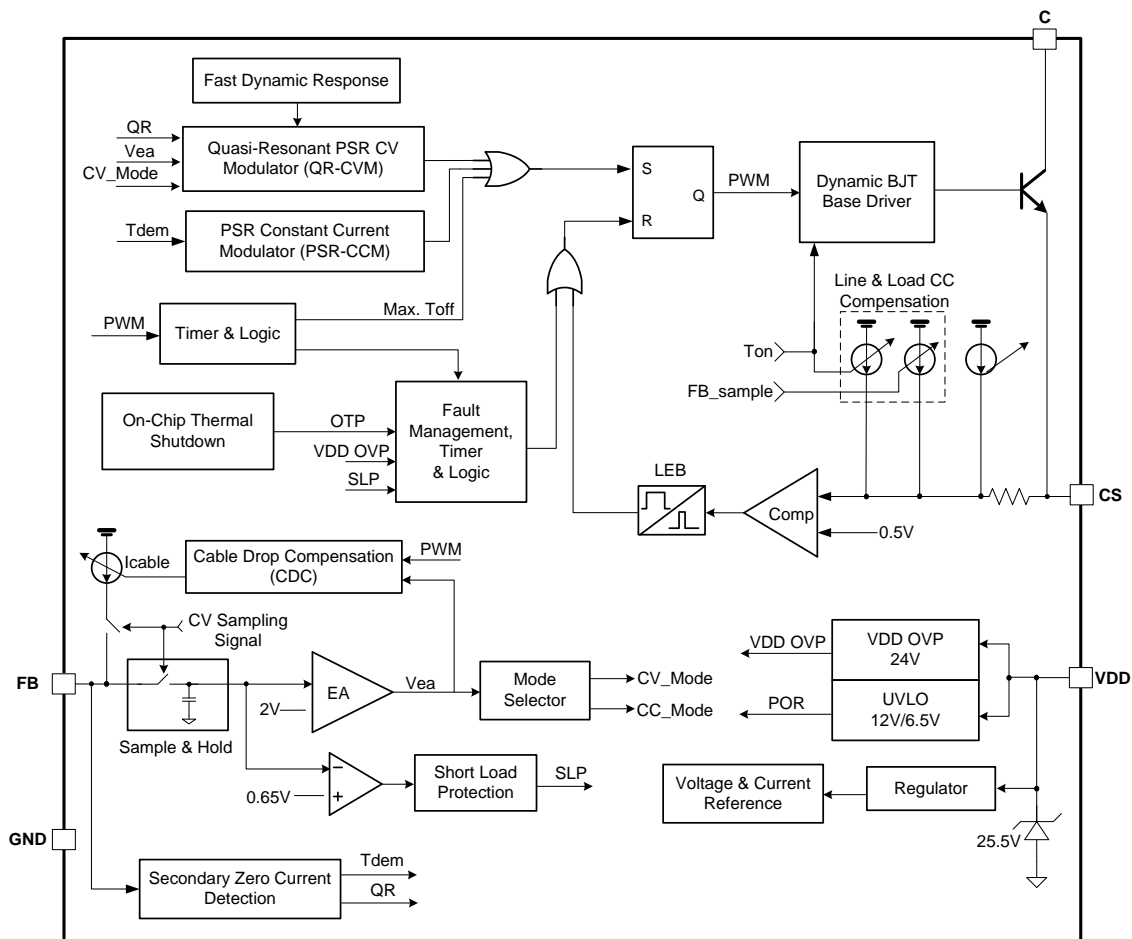 C
Fast Dynamic Response
QR
Vea
CV_Mode
Quasi-Resonant PSR CV
Modulator (QR-CVM)
Tdem
PSR Constant Current
Modulator (PSR-CCM)
S
R
Q
PWM
Dynamic BJT
Base Driver
Line & Load CC
Compensation
PWM
Timer & Logic
Max. Toff
Ton
FB_sample
On-Chip Thermal
Shutdown
OTP
VDD OVP
SLP
Fault
Management,
Timer
& Logic
LEB
Comp
0.5V
CS
Icable
Cable Drop Compensation
(CDC)
PWM
CV Sampling
Signal
FB
Sample & Hold
2V
EA
Vea
Mode
Selector
CV_Mode
CC_Mode
VDD OVP
POR
VDD OVP
24V
UVLO
12V/6.5V
VDD
0.65V
Short Load
Protection
SLP
Voltage & Current
Reference
Regulator
25.5V
GND
Secondary Zero Current
Detection
Tdem
QR